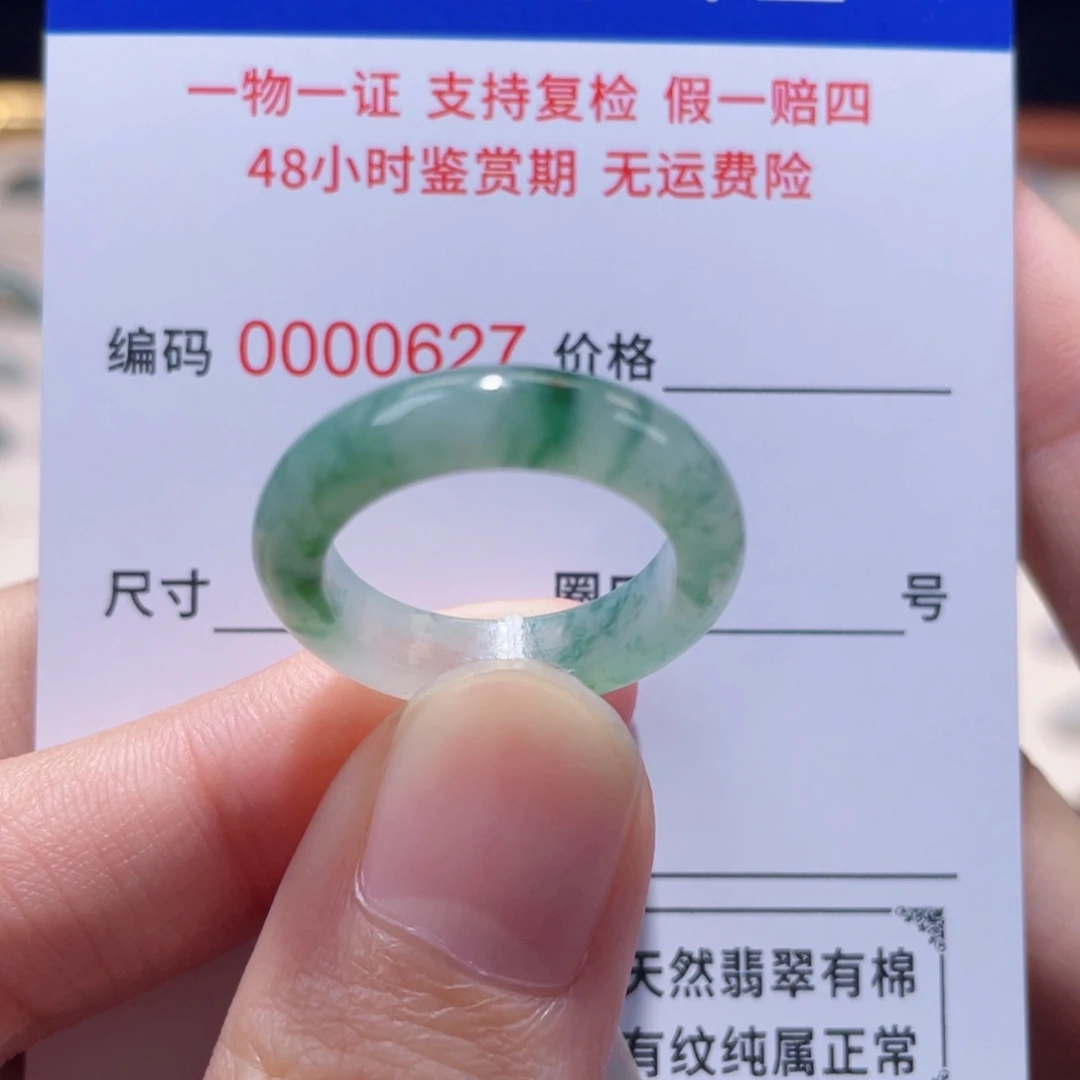 一物一证 支持复检 假一赔四
48小时鉴赏期 无运费险
编码 0000627 价格
尺寸 圈 号
天然翡翠有棉
有纹纯属正常